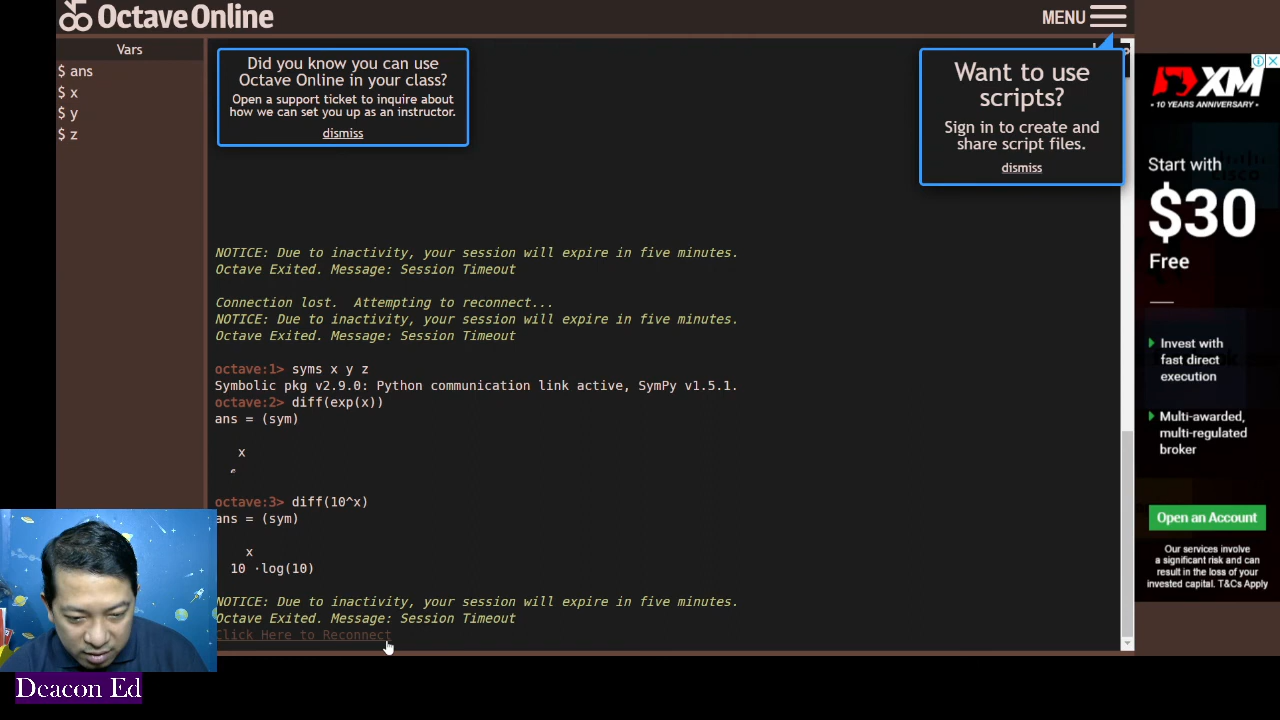 Octave Online
MENU
Vars
$ ans
$ x
$ y
$ z
Did you know you can use
Octave Online in your class?
Open a support ticket to inquire about
how we can set you up as an instructor.
dismiss
Want to use
scripts?
Sign in to create and
share script files.
dismiss
NOTICE: Due to inactivity, your session will expire in five minutes.
Octave Exited. Message: Session Timeout
Connection lost.  Attempting to reconnect...
NOTICE: Due to inactivity, your session will expire in five minutes.
Octave Exited. Message: Session Timeout
octave:1> syms x y z
Symbolic pkg v2.9.0: Python communication link active, SymPy v1.5.1.
octave:2> diff(exp(x))
ans = (sym)
x
ℯ
octave:3> diff(10^x)
ans = (sym)
x
10 ·log(10)
NOTICE: Due to inactivity, your session will expire in five minutes.
Octave Exited. Message: Session Timeout
Click Here to Reconnect
XM
10 YEARS ANNIVERSARY
Start with
$30
Free
Invest with
fast direct
execution
Multi-awarded,
multi-regulated
broker
Open an Account
Our services involve
a significant risk and can
result in the loss of your
invested capital. T&Cs Apply
Deacon Ed